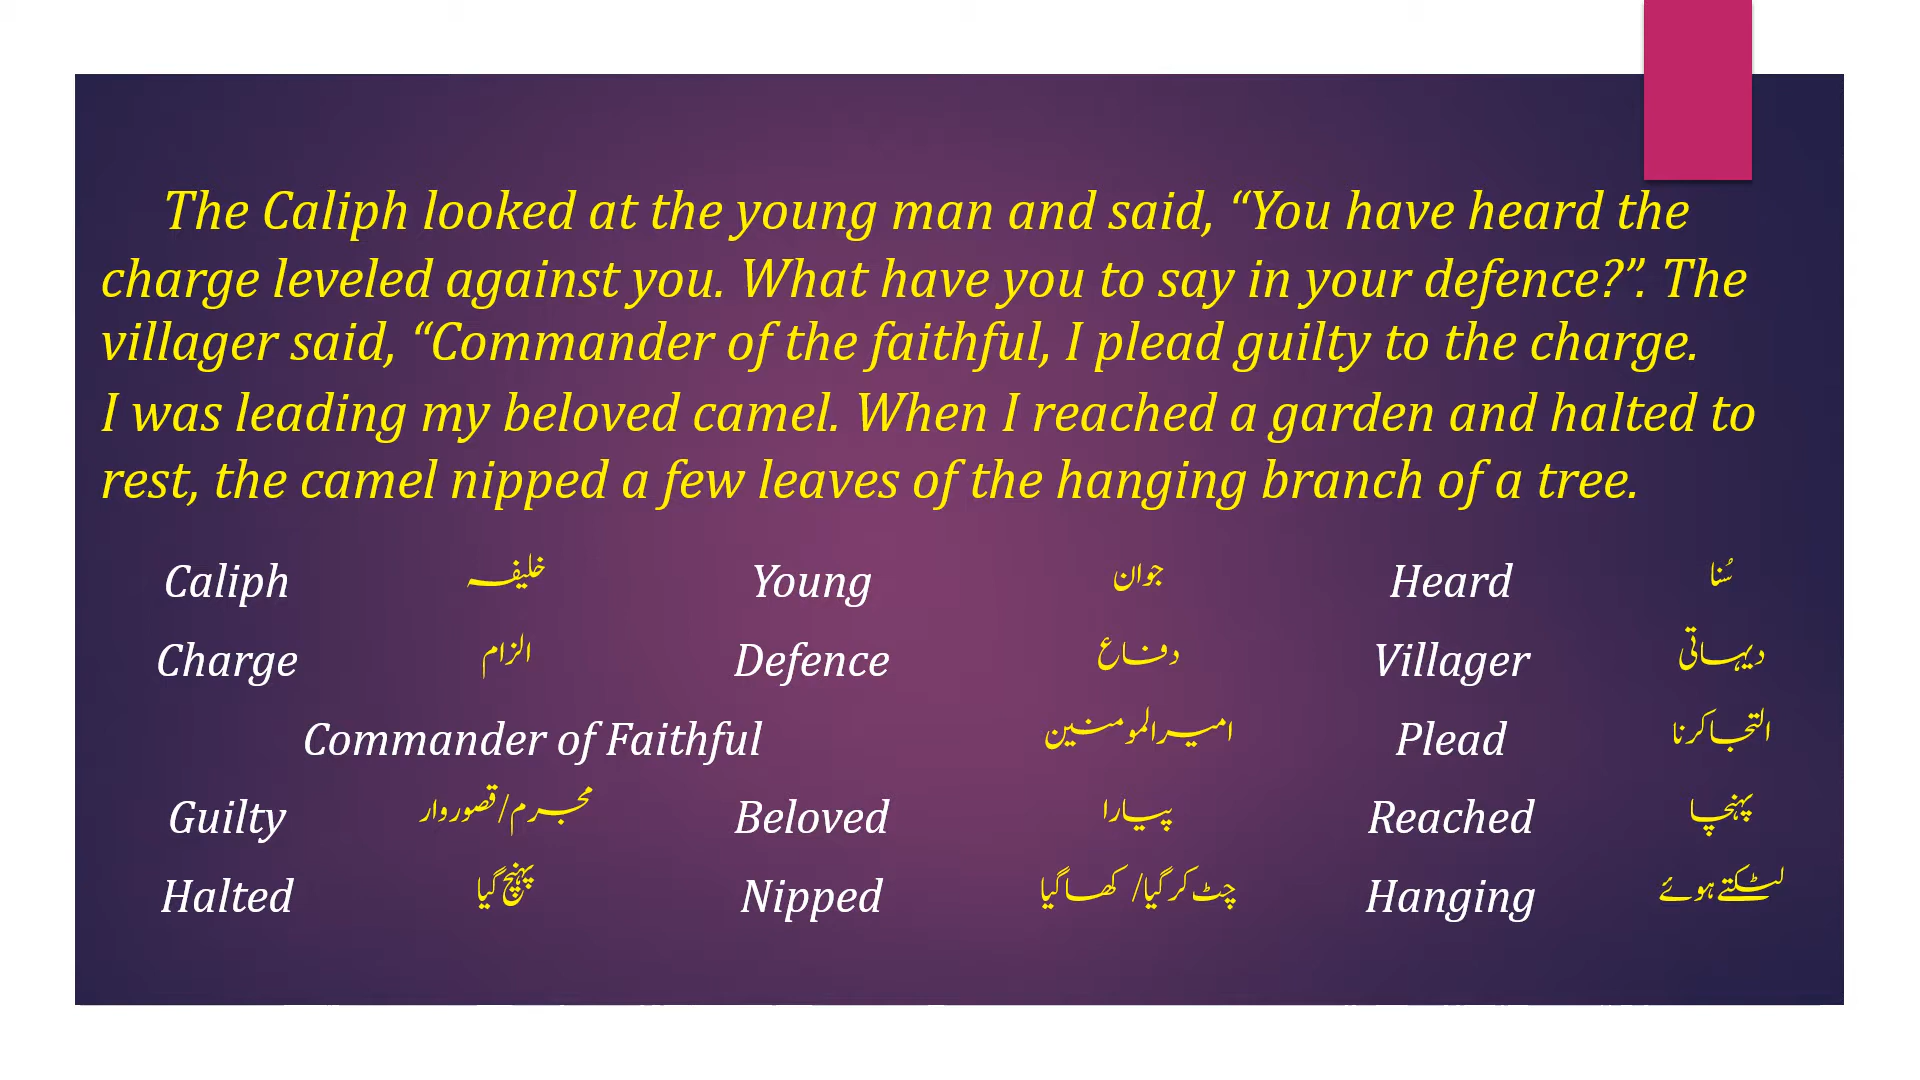 The Caliph looked at the young man and said, “You have heard the
charge leveled against you. What have you to say in your defence?”. The
villager said, “Commander of the faithful, I plead guilty to the charge.
I was leading my beloved camel. When I reached a garden and halted to
rest, the camel nipped a few leaves of the hanging branch of a tree.
Caliph خلیفہ Young جوان Heard سُنا
Charge الزام Defence دفاع Villager دیہاتی
Commander of Faithful امیرالمومنین Plead التجا کرنا
Guilty مجرم/قصوروار Beloved پیارا Reached پہنچا
Halted پہنچ گیا Nipped چٹ کر گیا/ کھا گیا Hanging لٹکتے ہوئے